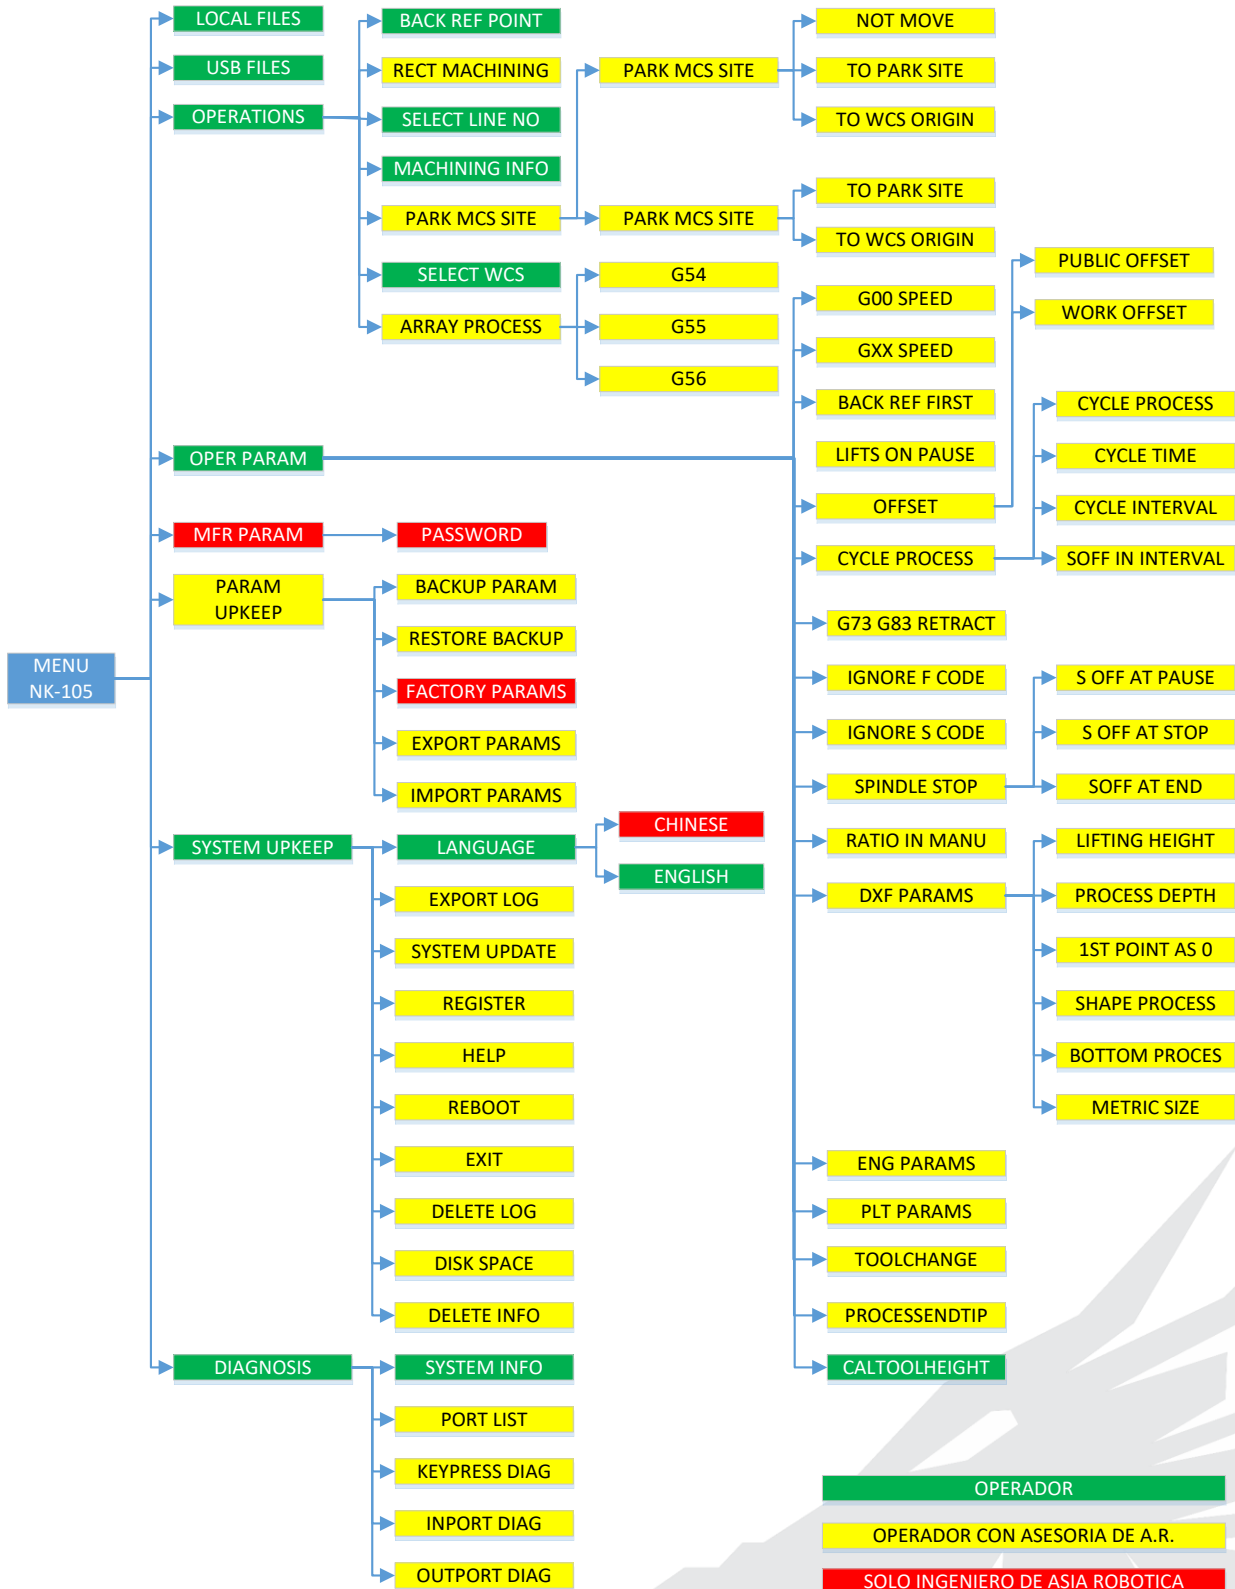 LOCAL FILES
USB FILES
OPERATIONS
BACK REF POINT
RECT MACHINING
SELECT LINE NO
MACHINING INFO
PARK MCS SITE
SELECT WCS
ARRAY PROCESS
PARK MCS SITE
NOT MOVE
TO PARK SITE
TO WCS ORIGIN
PARK MCS SITE
TO PARK SITE
TO WCS ORIGIN
G54
G55
G56
OPER PARAM
G00 SPEED
GXX SPEED
BACK REF FIRST
LIFTS ON PAUSE
OFFSET
PUBLIC OFFSET
WORK OFFSET
CYCLE PROCESS
CYCLE PROCESS
CYCLE TIME
CYCLE INTERVAL
SOFF IN INTERVAL
G73 G83 RETRACT
IGNORE F CODE
IGNORE S CODE
SPINDLE STOP
S OFF AT PAUSE
S OFF AT STOP
SOFF AT END
RATIO IN MANU
DXF PARAMS
LIFTING HEIGHT
PROCESS DEPTH
1ST POINT AS 0
SHAPE PROCESS
BOTTOM PROCES
METRIC SIZE
ENG PARAMS
PLT PARAMS
TOOLCHANGE
PROCESSENDTIP
CALTOOLHEIGHT
MFR PARAM
PASSWORD
PARAM
UPKEEP
BACKUP PARAM
RESTORE BACKUP
FACTORY PARAMS
EXPORT PARAMS
IMPORT PARAMS
MENU
NK-105
SYSTEM UPKEEP
LANGUAGE
CHINESE
ENGLISH
EXPORT LOG
SYSTEM UPDATE
REGISTER
HELP
REBOOT
EXIT
DELETE LOG
DISK SPACE
DELETE INFO
DIAGNOSIS
SYSTEM INFO
PORT LIST
KEYPRESS DIAG
INPORT DIAG
OUTPORT DIAG
OPERADOR
OPERADOR CON ASESORIA DE A.R.
SOLO INGENIERO DE ASIA ROBOTICA